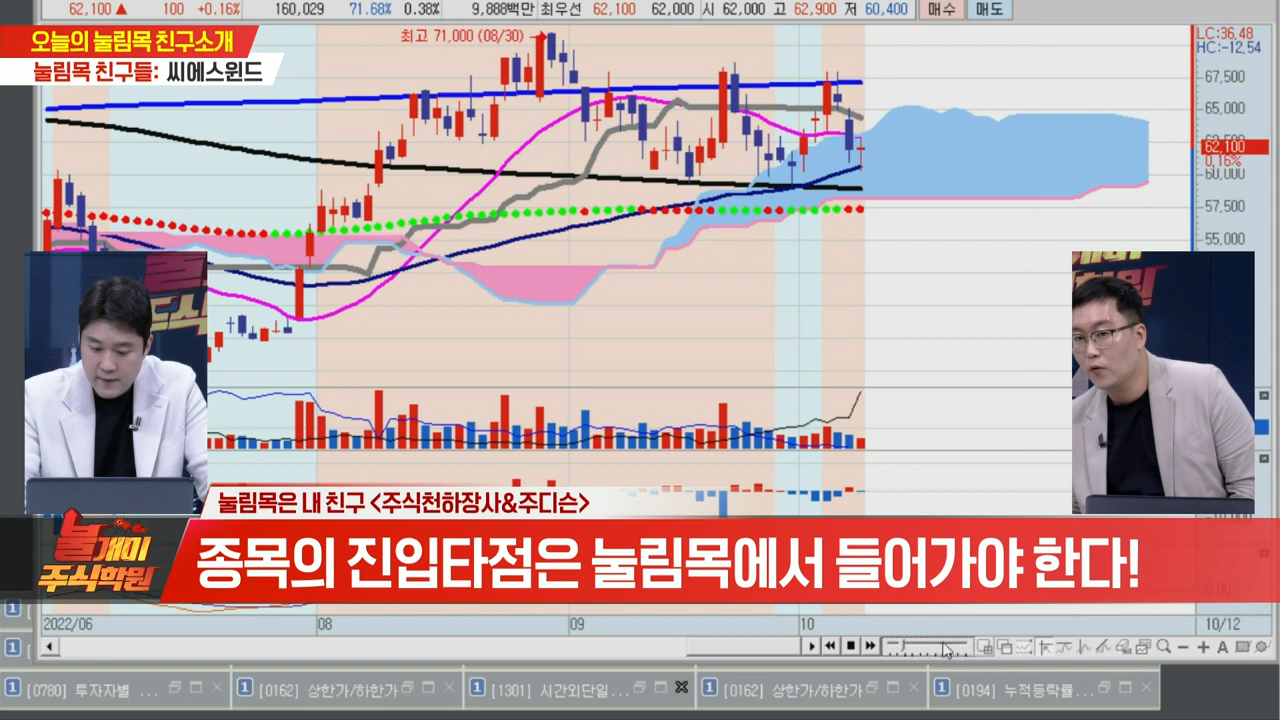 62,100 ▲ 100 +0.16% 160,029 71.68% 0.38% 9,888백만 최우선 62,100 62,000 시 62,000 고 62,900 저 60,400 매수 매도
오늘의 눌림목 친구소개
눌림목 친구들: 씨에스윈드
최고 71,000 (08/30)
LC:36,48
HC:-12,54
67,500
65,000
62,100
0,16%
60,000
57,500
55,000
눌림목은 내 친구 <주식천하장사&주디슨>
불개미
주식학원
종목의 진입타점은 눌림목에서 들어가야 한다!
2022/06 08 09 10 10/12
1 [0780] 투자자별 ... 1 [0162] 상한가/하한가 1 [1301] 시간외단일... 1 [0162] 상한가/하한가 1 [0194] 누적등락률...